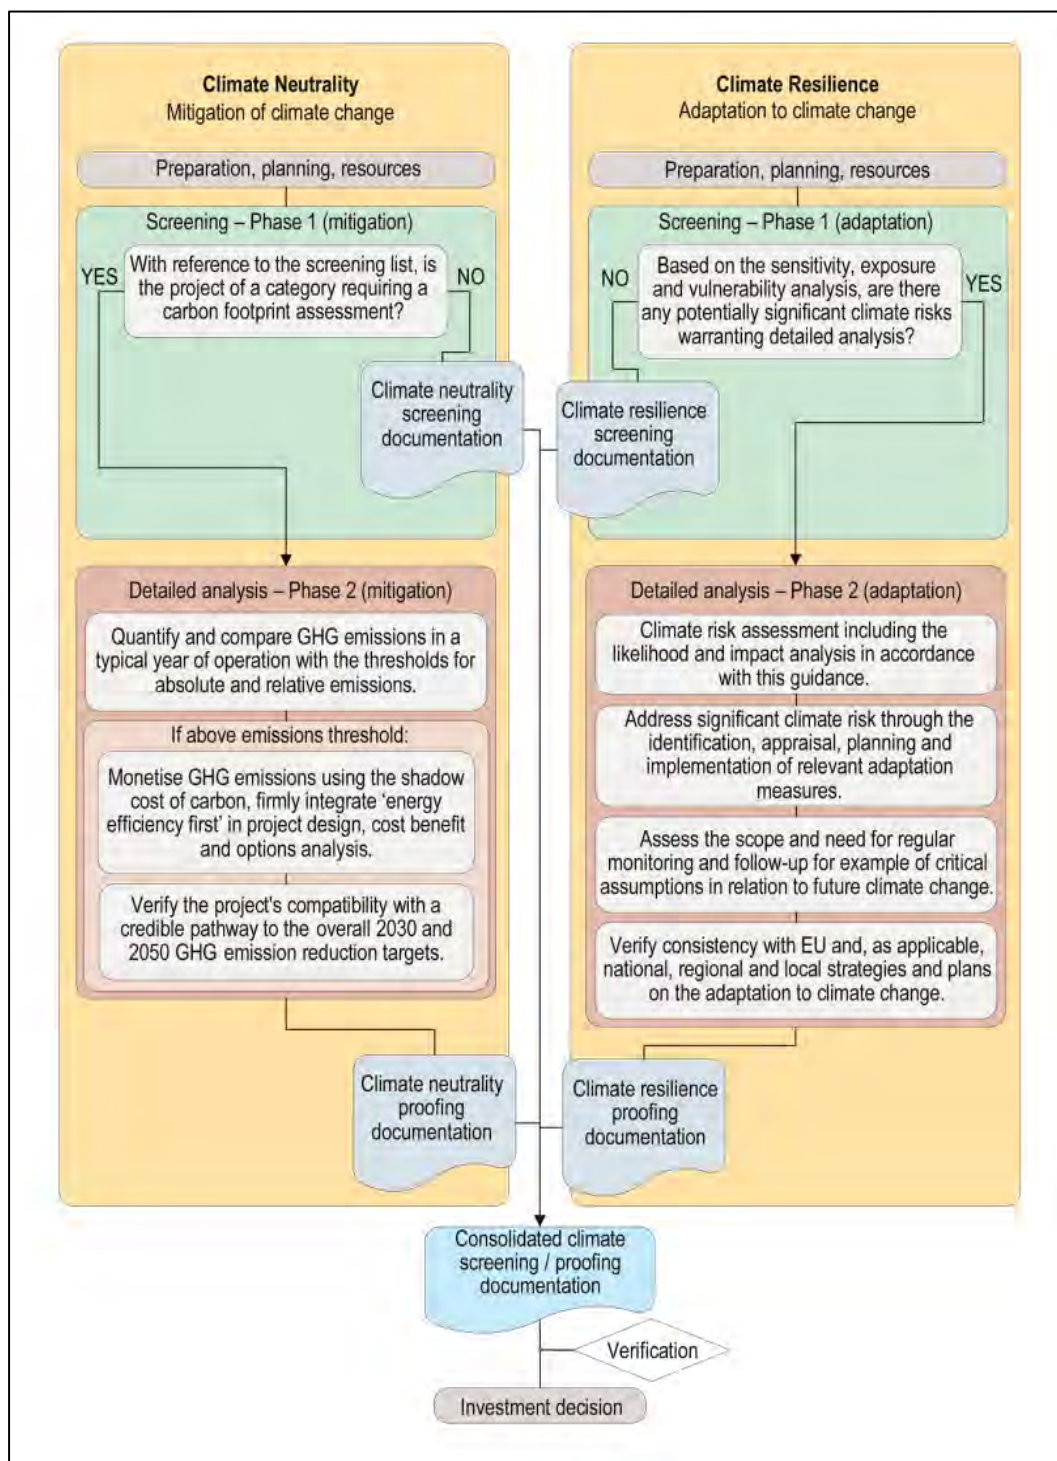 Climate Neutrality
Mitigation of climate change
Preparation, planning, resources
Screening – Phase 1 (mitigation)
YES
With reference to the screening list, is
the project of a category requiring a
carbon footprint assessment?
NO
Climate neutrality
screening
documentation
Detailed analysis – Phase 2 (mitigation)
Quantify and compare GHG emissions in a
typical year of operation with the thresholds for
absolute and relative emissions.
If above emissions threshold:
Monetise GHG emissions using the shadow
cost of carbon, firmly integrate ‘energy
efficiency first’ in project design, cost benefit
and options analysis.
Verify the project's compatibility with a
credible pathway to the overall 2030 and
2050 GHG emission reduction targets.
Climate neutrality
proofing
documentation
Climate Resilience
Adaptation to climate change
Preparation, planning, resources
Screening – Phase 1 (adaptation)
NO
Based on the sensitivity, exposure
and vulnerability analysis, are there
any potentially significant climate risks
warranting detailed analysis?
YES
Climate resilience
screening
documentation
Detailed analysis – Phase 2 (adaptation)
Climate risk assessment including the
likelihood and impact analysis in accordance
with this guidance.
Address significant climate risk through the
identification, appraisal, planning and
implementation of relevant adaptation
measures.
Assess the scope and need for regular
monitoring and follow-up for example of critical
assumptions in relation to future climate change.
Verify consistency with EU and, as applicable,
national, regional and local strategies and plans
on the adaptation to climate change.
Climate resilience
proofing
documentation
Consolidated climate
screening / proofing
documentation
Verification
Investment decision